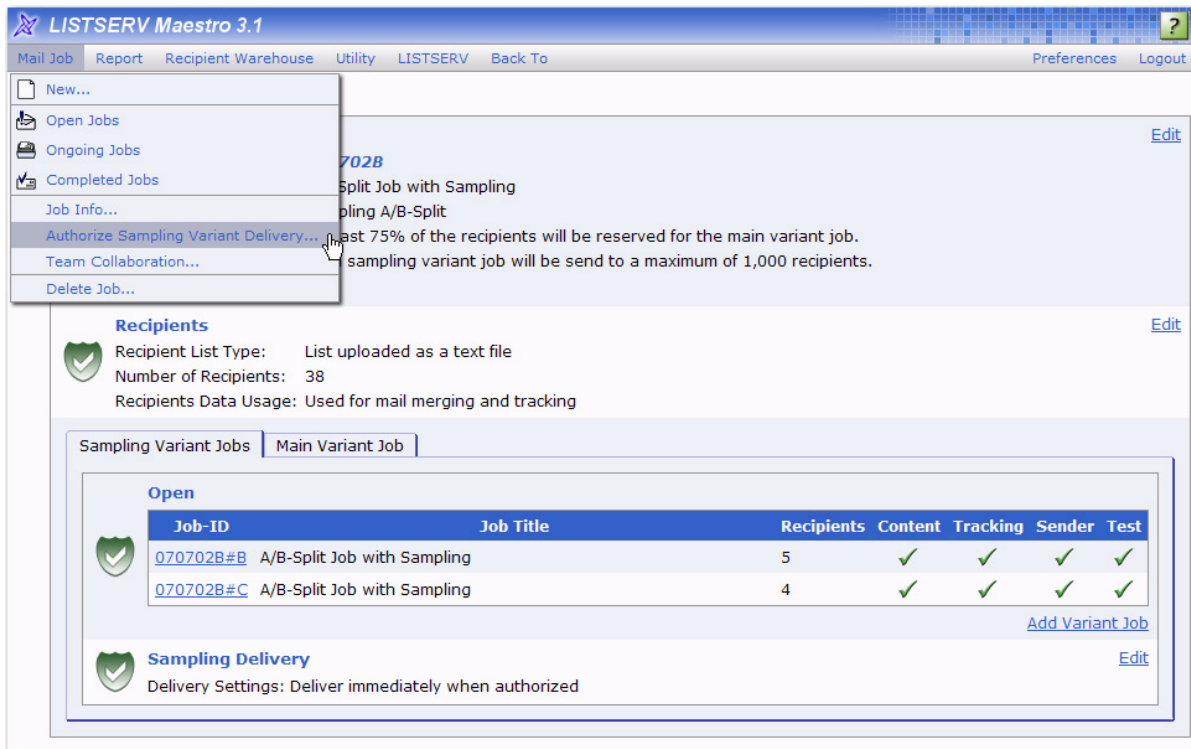 LISTSERV Maestro 3.1
?
Mail Job Report Recipient Warehouse Utility LISTSERV Back To Preferences Logout
New...
Open Jobs
Ongoing Jobs
Completed Jobs
Job Info...
Authorize Sampling Variant Delivery...
Team Collaboration...
Delete Job...
Edit
702B
Split Job with Sampling
pling A/B-Split
ast 75% of the recipients will be reserved for the main variant job.
sampling variant job will be send to a maximum of 1,000 recipients.
Recipients Edit
Recipient List Type: List uploaded as a text file
Number of Recipients: 38
Recipients Data Usage: Used for mail merging and tracking
Sampling Variant Jobs Main Variant Job
Open
Job-ID Job Title Recipients Content Tracking Sender Test
070702B#B A/B-Split Job with Sampling 5
070702B#C A/B-Split Job with Sampling 4
Add Variant Job
Sampling Delivery Edit
Delivery Settings: Deliver immediately when authorized